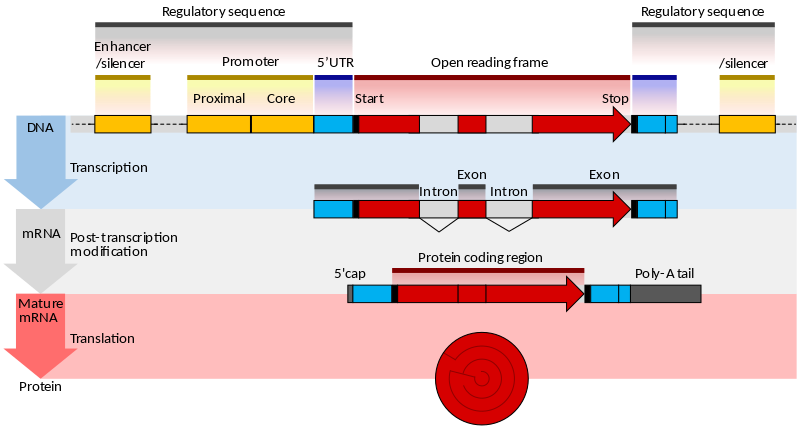 Regulatory sequence
Regulatory sequence
Enhancer
/silencer
Promoter
5’UTR
Open reading frame
/silencer
Proximal
Core
Start
Stop
DNA
Transcription
Exon
Exon
Intron
Intron
mRNA
Post-transcription
modification
Protein coding region
5’cap
Poly-A tail
Mature
mRNA
Translation
Protein